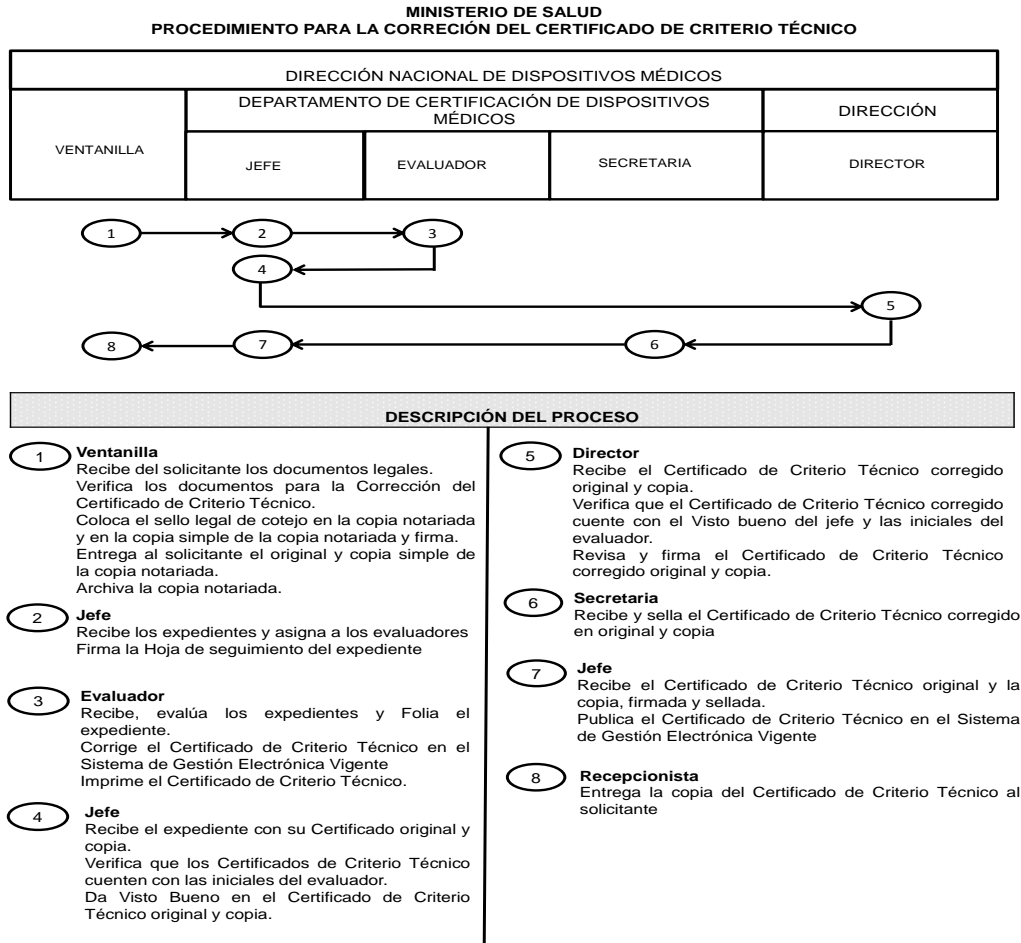 MINISTERIO DE SALUD
PROCEDIMIENTO PARA LA CORRECIÓN DEL CERTIFICADO DE CRITERIO TÉCNICO
DIRECCIÓN NACIONAL DE DISPOSITIVOS MÉDICOS
VENTANILLA
DEPARTAMENTO DE CERTIFICACIÓN DE DISPOSITIVOS
MÉDICOS
DIRECCIÓN
JEFE
EVALUADOR
SECRETARIA
DIRECTOR
1
2
3
4
5
8
7
6
DESCRIPCIÓN DEL PROCESO
1
Ventanilla
Recibe del solicitante los documentos legales.
Verifica los documentos para la Corrección del
Certificado de Criterio Técnico.
Coloca el sello legal de cotejo en la copia notariada
y en la copia simple de la copia notariada y firma.
Entrega al solicitante el original y copia simple de
la copia notariada.
Archiva la copia notariada.
2
Jefe
Recibe los expedientes y asigna a los evaluadores
Firma la Hoja de seguimiento del expediente
3
Evaluador
Recibe, evalúa los expedientes y Folia el
expediente.
Corrige el Certificado de Criterio Técnico en el
Sistema de Gestión Electrónica Vigente
Imprime el Certificado de Criterio Técnico.
4
Jefe
Recibe el expediente con su Certificado original y
copia.
Verifica que los Certificados de Criterio Técnico
cuenten con las iniciales del evaluador.
Da Visto Bueno en el Certificado de Criterio
Técnico original y copia.
5
Director
Recibe el Certificado de Criterio Técnico corregido
original y copia.
Verifica que el Certificado de Criterio Técnico corregido
cuente con el Visto bueno del jefe y las iniciales del
evaluador.
Revisa y firma el Certificado de Criterio Técnico
corregido original y copia.
6
Secretaria
Recibe y sella el Certificado de Criterio Técnico corregido
en original y copia
7
Jefe
Recibe el Certificado de Criterio Técnico original y la
copia, firmada y sellada.
Publica el Certificado de Criterio Técnico en el Sistema
de Gestión Electrónica Vigente
8
Recepcionista
Entrega la copia del Certificado de Criterio Técnico al
solicitante